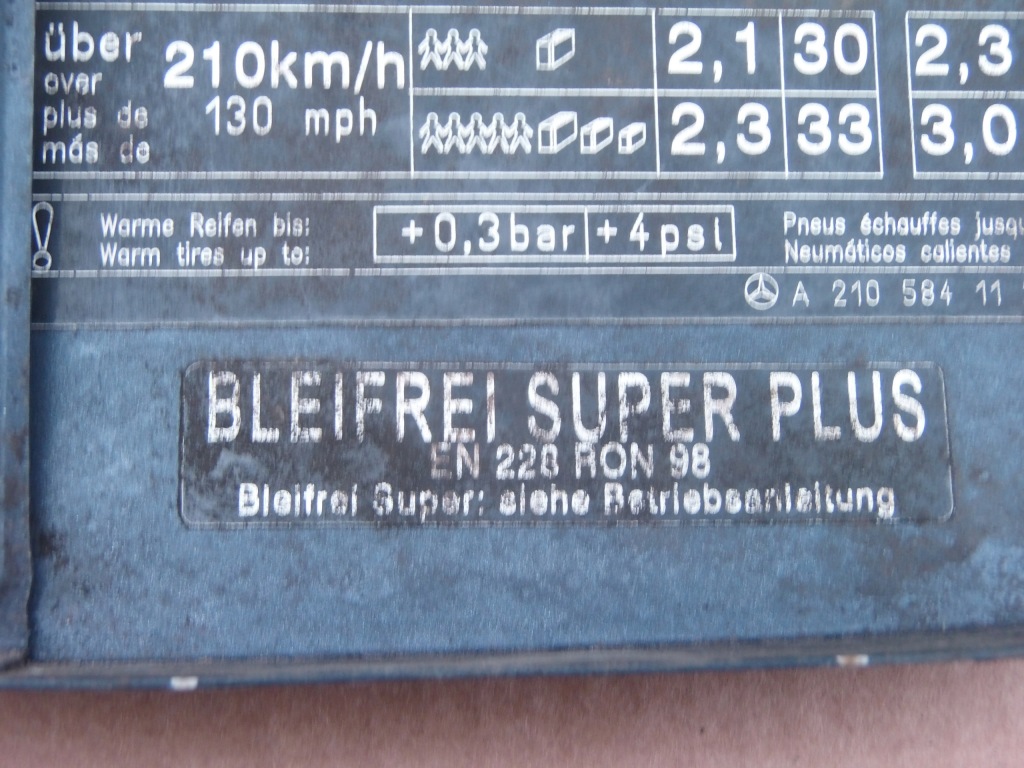 über 210km/h 2,1 30 2,3
over
plus de 130 mph 2,3 33 3,0
más de
Warme Reifen bis: +0,3bar +4psi Pneus échauffes
Warm tires up to: Neumáticos calientes
A 210 584 11
BLEIFREI SUPER PLUS
EN 228 RON 98
Bleifrei Super: siehe Betriebsanleitung